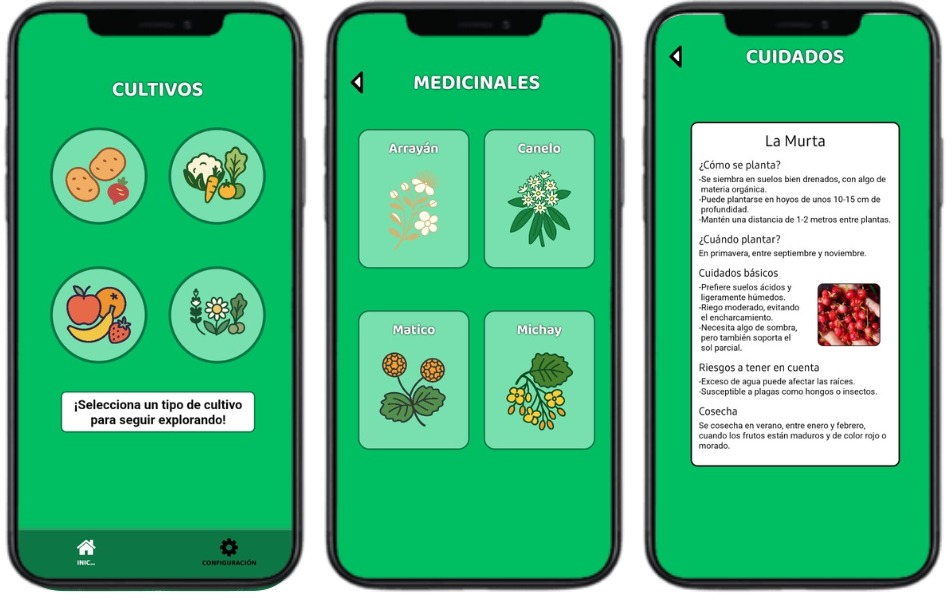 CULTIVOS
¡Selecciona un tipo de cultivo
para seguir explorando!
INIC...
CONFIGURACIÓN
MEDICINALES
Arrayán
Canelo
Matico
Michay
CUIDADOS
La Murta
¿Cómo se planta?
-Se siembra en suelos bien drenados, con algo de
materia orgánica.
-Puede plantarse en hoyos de unos 10-15 cm de
profundidad.
-Mantén una distancia de 1-2 metros entre plantas.
¿Cuándo plantar?
En primavera, entre septiembre y noviembre.
Cuidados básicos
-Prefiere suelos ácidos y
ligeramente húmedos.
-Riego moderado, evitando
el encharcamiento.
-Necesita algo de sombra,
pero también soporta el
sol parcial.
Riesgos a tener en cuenta
-Exceso de agua puede afectar las raíces.
-Susceptible a plagas como hongos o insectos.
Cosecha
Se cosecha en verano, entre enero y febrero,
cuando los frutos están maduros y de color rojo o
morado.